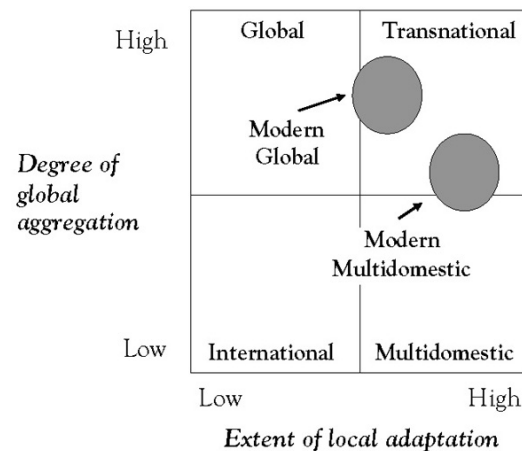 High
Global
Transnational
Modern
Global
Degree of
global
aggregation
Modern
Multidomestic
Low
International
Multidomestic
Low
High
Extent of local adaptation